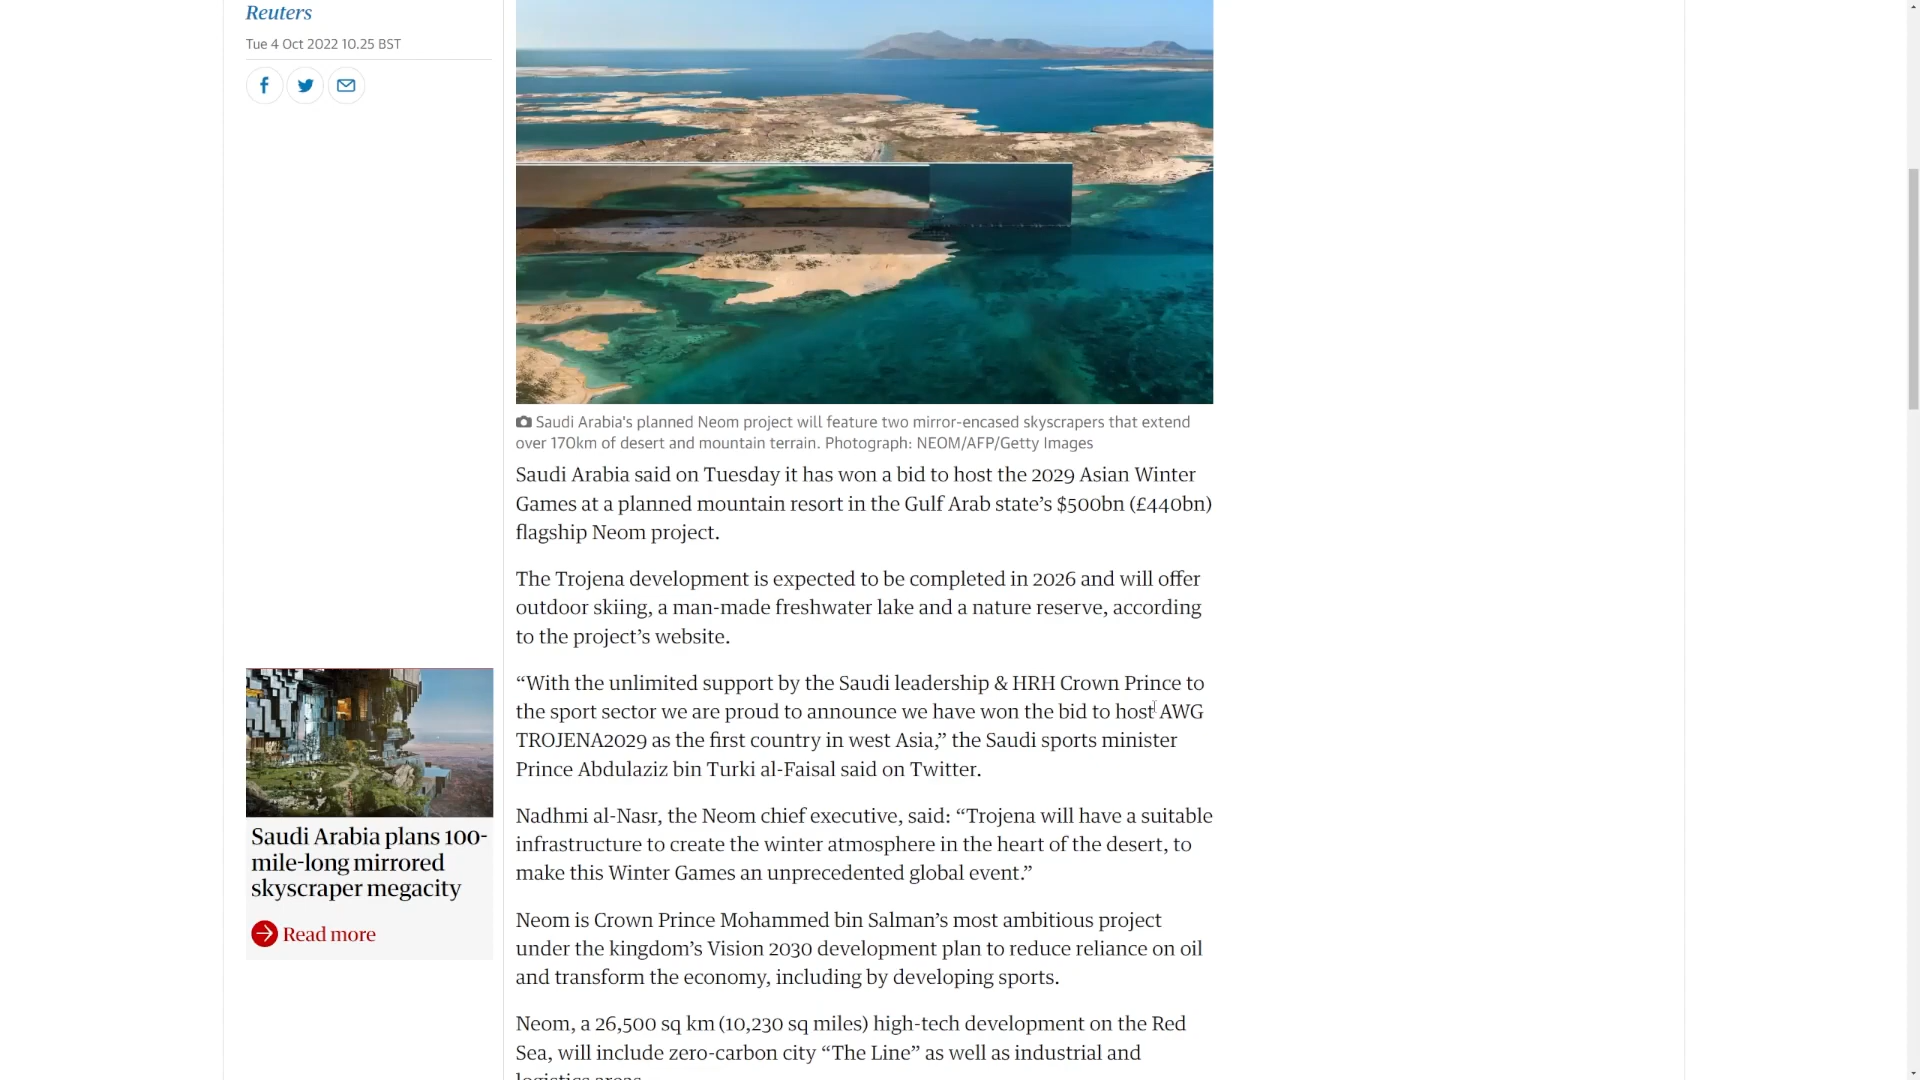 Reuters
Tue 4 Oct 2022 10.25 BST
Saudi Arabia's planned Neom project will feature two mirror-encased skyscrapers that extend
over 170km of desert and mountain terrain. Photograph: NEOM/AFP/Getty Images
Saudi Arabia said on Tuesday it has won a bid to host the 2029 Asian Winter
Games at a planned mountain resort in the Gulf Arab state’s $500bn (£440bn)
flagship Neom project.
The Trojena development is expected to be completed in 2026 and will offer
outdoor skiing, a man-made freshwater lake and a nature reserve, according
to the project’s website.
“With the unlimited support by the Saudi leadership & HRH Crown Prince to
the sport sector we are proud to announce we have won the bid to host AWG
TROJENA2029 as the first country in west Asia,” the Saudi sports minister
Prince Abdulaziz bin Turki al-Faisal said on Twitter.
Nadhmi al-Nasr, the Neom chief executive, said: “Trojena will have a suitable
infrastructure to create the winter atmosphere in the heart of the desert, to
make this Winter Games an unprecedented global event.”
Neom is Crown Prince Mohammed bin Salman’s most ambitious project
under the kingdom’s Vision 2030 development plan to reduce reliance on oil
and transform the economy, including by developing sports.
Neom, a 26,500 sq km (10,230 sq miles) high-tech development on the Red
Sea, will include zero-carbon city “The Line” as well as industrial and
logistics areas.
Saudi Arabia plans 100-
mile-long mirrored
skyscraper megacity
Read more